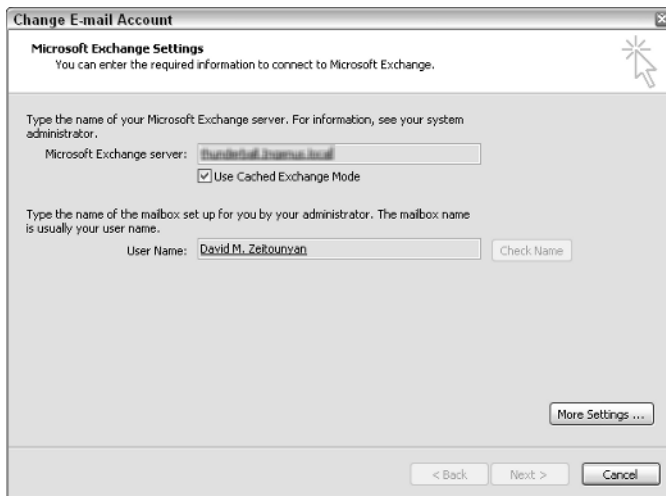 Change E-mail Account
Microsoft Exchange Settings
You can enter the required information to connect to Microsoft Exchange.
Type the name of your Microsoft Exchange server. For information, see your system
administrator.
Microsoft Exchange server:
Use Cached Exchange Mode
Type the name of the mailbox set up for you by your administrator. The mailbox name
is usually your user name.
User Name: David M. Zeitounyan Check Name
More Settings ...
< Back Next > Cancel